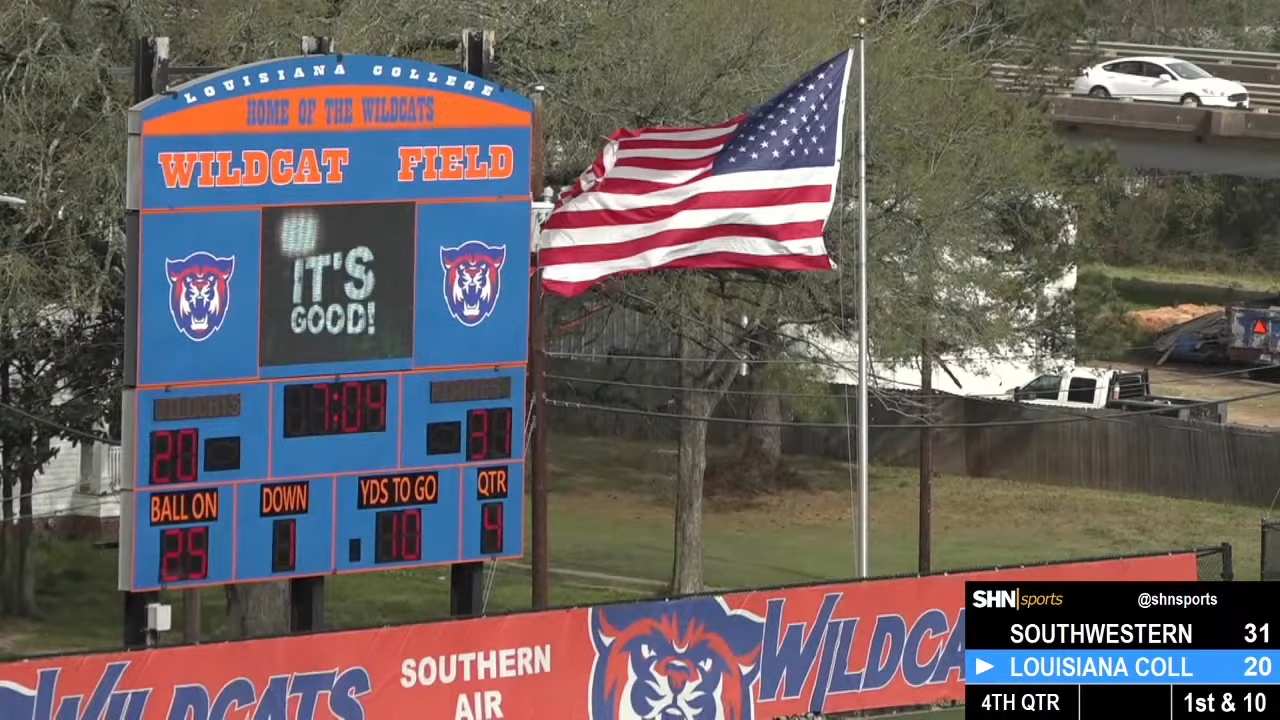 LOUISIANA COLLEGE
HOME OF THE WILDCATS
WILDCAT FIELD
IT'S
GOOD!
WILDCATS
7:04
20
31
BALL ON
DOWN
YDS TO GO
QTR
25
1
10
4
WILDCATS
SOUTHERN
AIR
SHN sports
@shnsports
SOUTHWESTERN 31
LOUISIANA COLL 20
4TH QTR
1st & 10